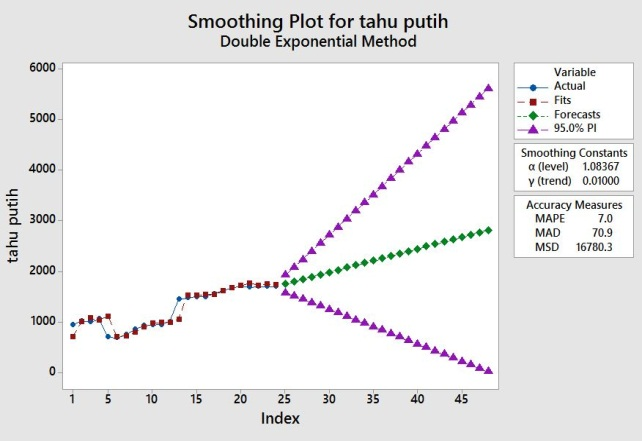 Smoothing Plot for tahu putih
Double Exponential Method
tahu putih
6000
5000
4000
3000
2000
1000
0
1 5 10 15 20 25 30 35 40 45
Index
Variable
Actual
Fits
Forecasts
95.0% PI
Smoothing Constants
α (level) 1.08367
γ (trend) 0.01000
Accuracy Measures
MAPE 7.0
MAD 70.9
MSD 16780.3